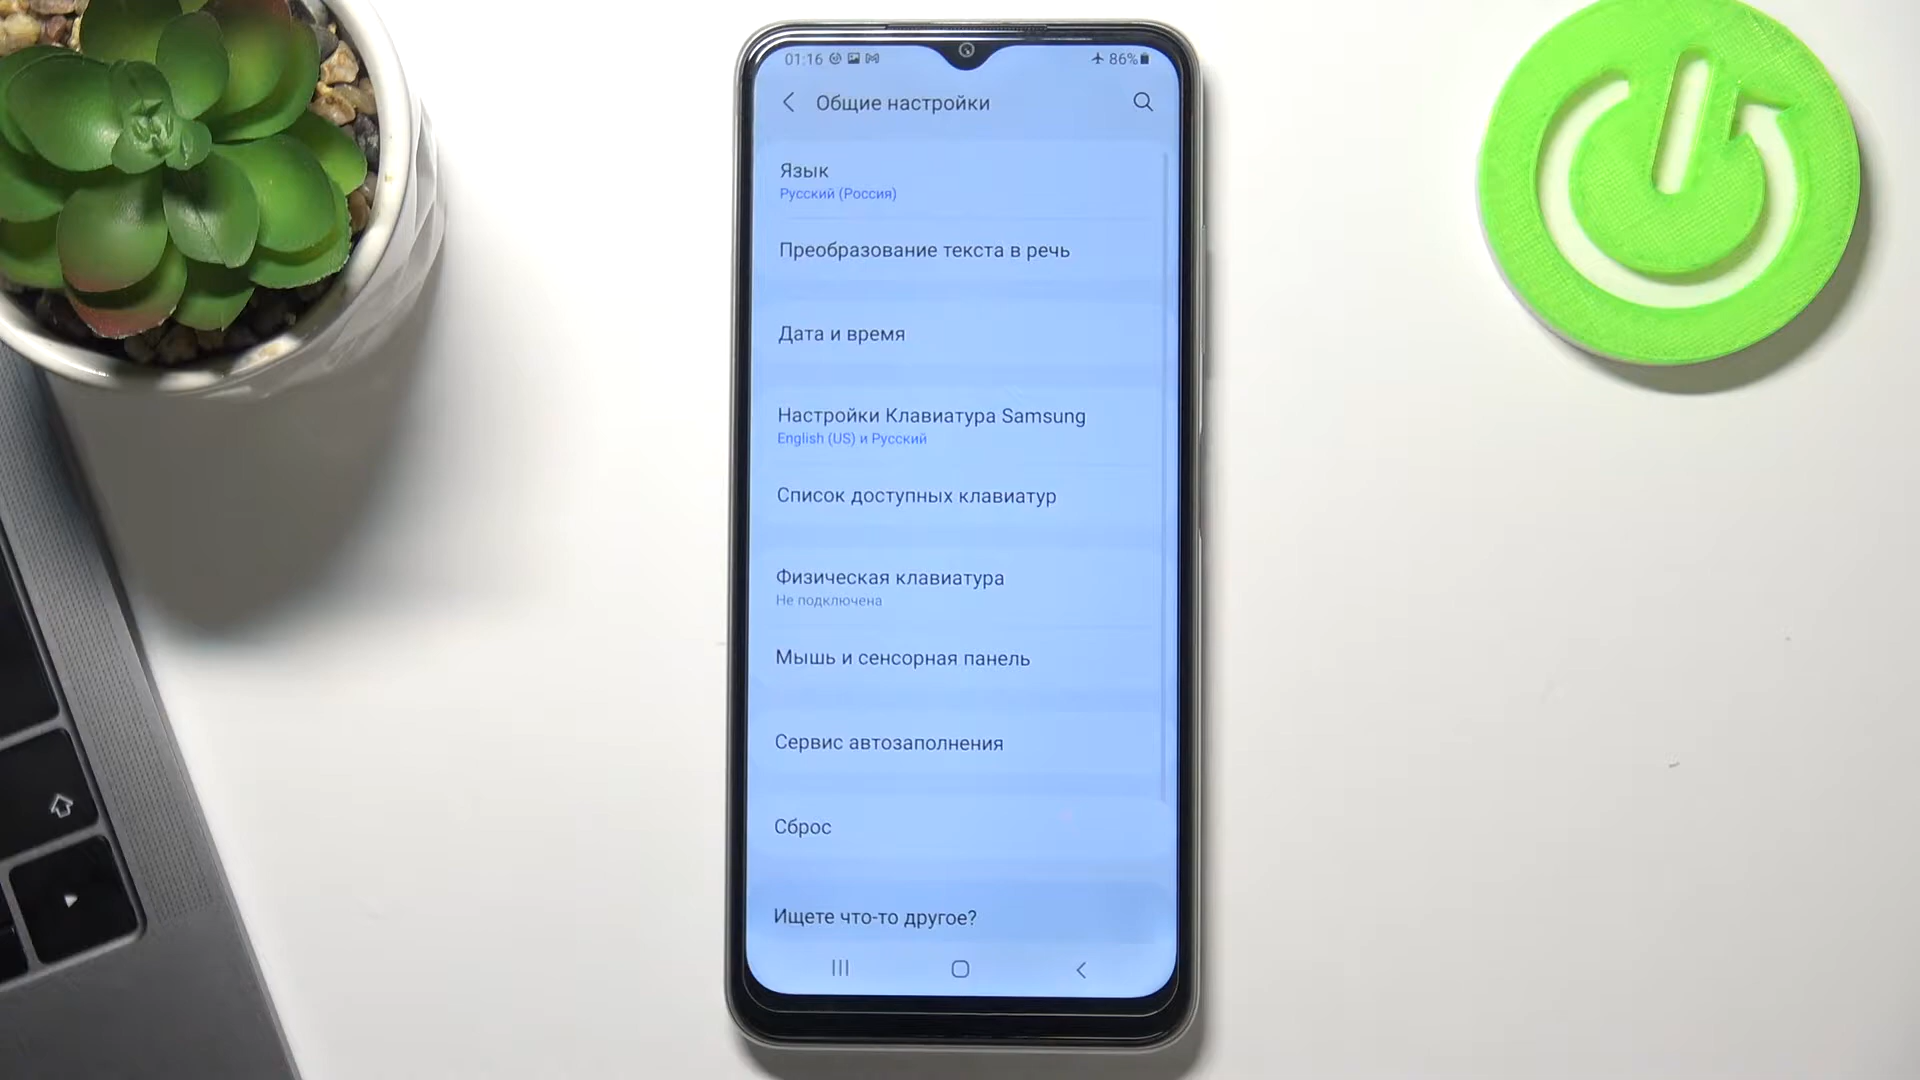 01:16 86%
Общие настройки
Язык
Русский (Россия)
Преобразование текста в речь
Дата и время
Настройки Клавиатура Samsung
English (US) и Русский
Список доступных клавиатур
Физическая клавиатура
Не подключена
Мышь и сенсорная панель
Сервис автозаполнения
Сброс
Ищете что-то другое?